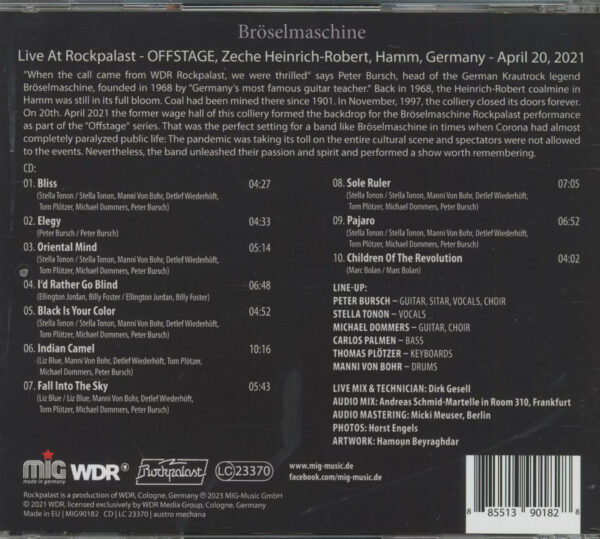 Bröselmaschine
Live At Rockpalast - OFFSTAGE, Zeche Heinrich-Robert, Hamm, Germany - April 20, 2021
"When the call came from WDR Rockpalast, we were thrilled" says Peter Bursch, head of the German Krautrock legend
Bröselmaschine, founded in 1968 by "Germany's most famous guitar teacher." Back in 1968, the Heinrich-Robert coalmine in
Hamm was still in its full bloom. Coal had been mined there since 1901. In November, 1997, the colliery closed its doors forever.
On 20th. April 2021 the former wage hall of this colliery formed the backdrop for the Bröselmaschine Rockpalast performance
as part of the "Offstage" series. That was the perfect setting for a band like Bröselmaschine in times when Corona had almost
completely paralyzed public life: The pandemic was taking its toll on the entire cultural scene and spectators were not allowed
to the events. Nevertheless, the band unleashed their passion and spirit and performed a show worth remembering.
CD:
01. Bliss 04:27
(Stella Tonon / Stella Tonon, Manni Von Bohr, Detlef Wiederhöft,
Tom Plötzer, Michael Dommers, Peter Bursch)
02. Elegy 04:33
(Peter Bursch / Peter Bursch)
03. Oriental Mind 05:14
(Stella Tonon / Stella Tonon, Manni Von Bohr, Detlef Wiederhöft,
Tom Plötzer, Michael Dommers, Peter Bursch)
04. I'd Rather Go Blind 06:48
(Ellington Jordan, Billy Foster / Ellington Jordan, Billy Foster)
05. Black Is Your Color 04:52
(Stella Tonon / Stella Tonon, Manni Von Bohr, Detlef Wiederhöft,
Tom Plötzer, Michael Dommers, Peter Bursch)
06. Indian Camel 10:16
(Liz Blue, Manni Von Bohr, Detlef Wiederhöft, Tom Plötzer,
Michael Dommers, Peter Bursch)
07. Fall Into The Sky 05:43
(Liz Blue / Liz Blue, Manni Von Bohr, Detlef Wiederhöft,
Tom Plötzer, Michael Dommers, Peter Bursch)
08. Sole Ruler 07:05
(Stella Tonon / Stella Tonon, Manni Von Bohr, Detlef Wiederhöft,
Tom Plötzer, Michael Dommers, Peter Bursch)
09. Pajaro 06:52
(Stella Tonon / Stella Tonon, Manni Von Bohr, Detlef Wiederhöft,
Tom Plötzer, Michael Dommers, Peter Bursch)
10. Children Of The Revolution 04:02
(Marc Bolan / Marc Bolan)
LINE-UP:
PETER BURSCH – GUITAR, SITAR, VOCALS, CHOIR
STELLA TONON – VOCALS
MICHAEL DOMMERS – GUITAR, CHOIR
CARLOS PALMEN – BASS
THOMAS PLÖTZER – KEYBOARDS
MANNI VON BOHR – DRUMS
LIVE MIX & TECHNICIAN: Dirk Gesell
AUDIO MIX: Andreas Schmid-Martelle in Room 310, Frankfurt
AUDIO MASTERING: Micki Meuser, Berlin
PHOTOS: Horst Engels
ARTWORK: Hamoun Beyraghdar
mig
made in germany
WDR
Rockpalast
LC 23370
www.mig-music.de
facebook.com/mig-music.de
Rockpalast is a production of WDR, Cologne, Germany ℗ 2023 MIG-Music GmbH
© 2021 WDR, licensed exclusively by WDR Media Group, Cologne, Germany
Made in EU | MIG90182 CD | LC 23370 | austro mechana
8 85513 90182 8